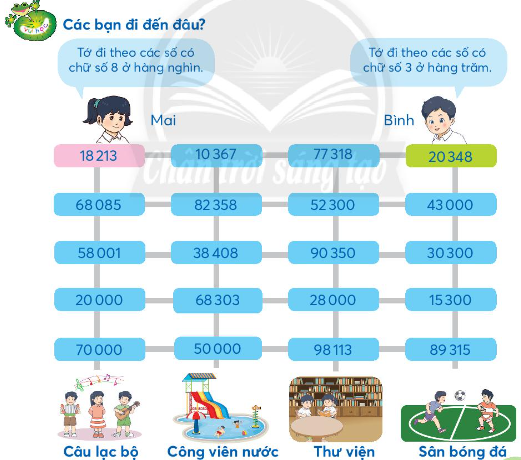 Các bạn đi đến đâu?
Tớ đi theo các số có
chữ số 8 ở hàng nghìn.
Tớ đi theo các số có
chữ số 3 ở hàng trăm.
Mai
Bình
18 213
10 367
77 318
20 348
Chân trời sáng tạo
68 085
82 358
52 300
43 000
58 001
38 408
90 350
30 300
20 000
68 303
28 000
15 300
70 000
50 000
98 113
89 315
Câu lạc bộ
Công viên nước
Thư viện
Sân bóng đá